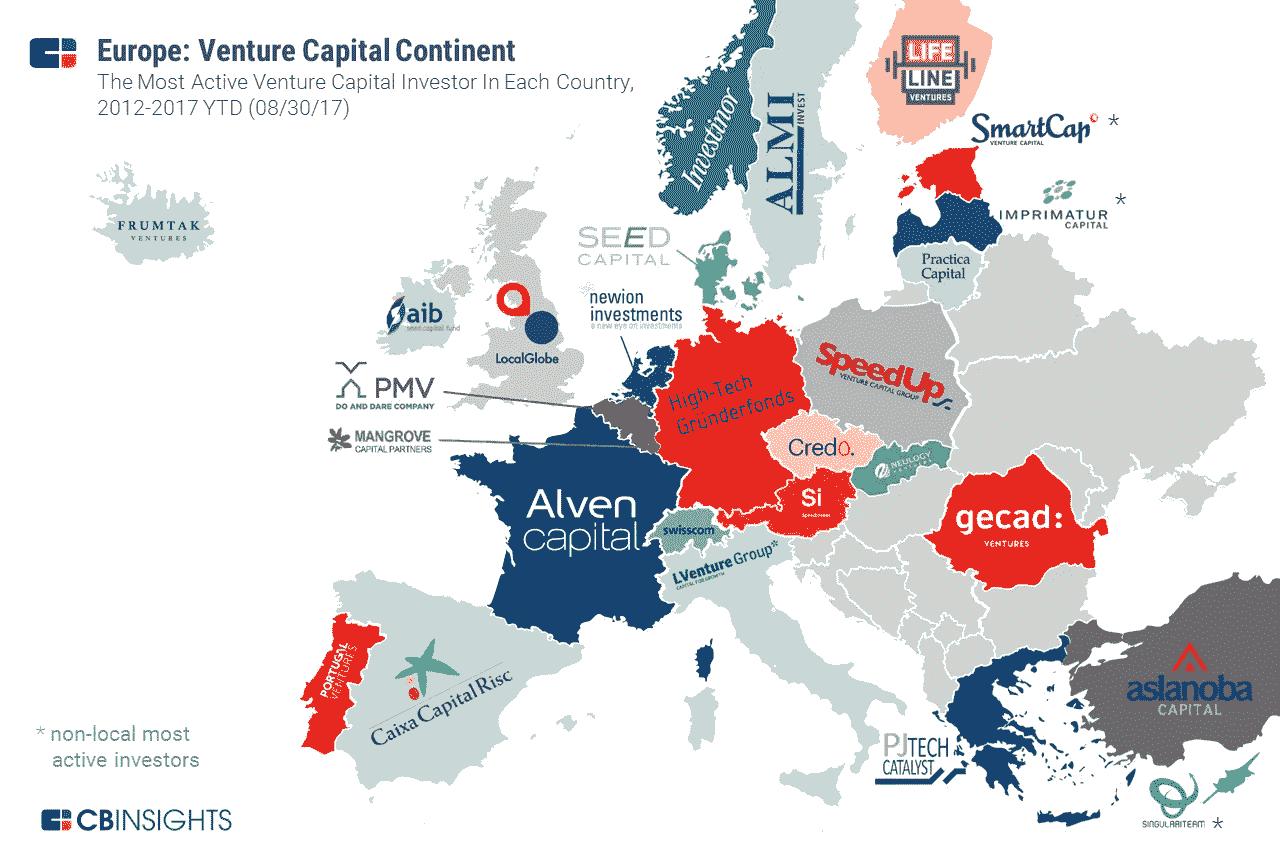 Europe: Venture Capital Continent
The Most Active Venture Capital Investor In Each Country,
2012-2017 YTD (08/30/17)
LIFE
LINE
VENTURES
SmartCap *
VENTURE CAPITAL
Investinor
ALMI
INVEST
IMPRIMATUR *
CAPITAL
FRUMTAK
VENTURES
SEED
CAPITAL
Practica
Capital
newion
investments
a new eye on investments
aib
seed capital fund
LocalGlobe
SpeedUp
VENTURE CAPITAL GROUP
PMV
DO AND DARE COMPANY
High-Tech
Gründerfonds
MANGROVE
CAPITAL PARTNERS
Credo.
NEULOGY
VENTURES
Alven
capital
Si
Speedinvest
swisscom
gecad:
VENTURES
LVenture Group*
CAPITAL FOR GROWTH
PORTUGAL
VENTURES
Caixa Capital Risc
aslanoba
CAPITAL
* non-local most
active investors
PJTECH
CATALYST
SINGULARITEAM *
CBINSIGHTS